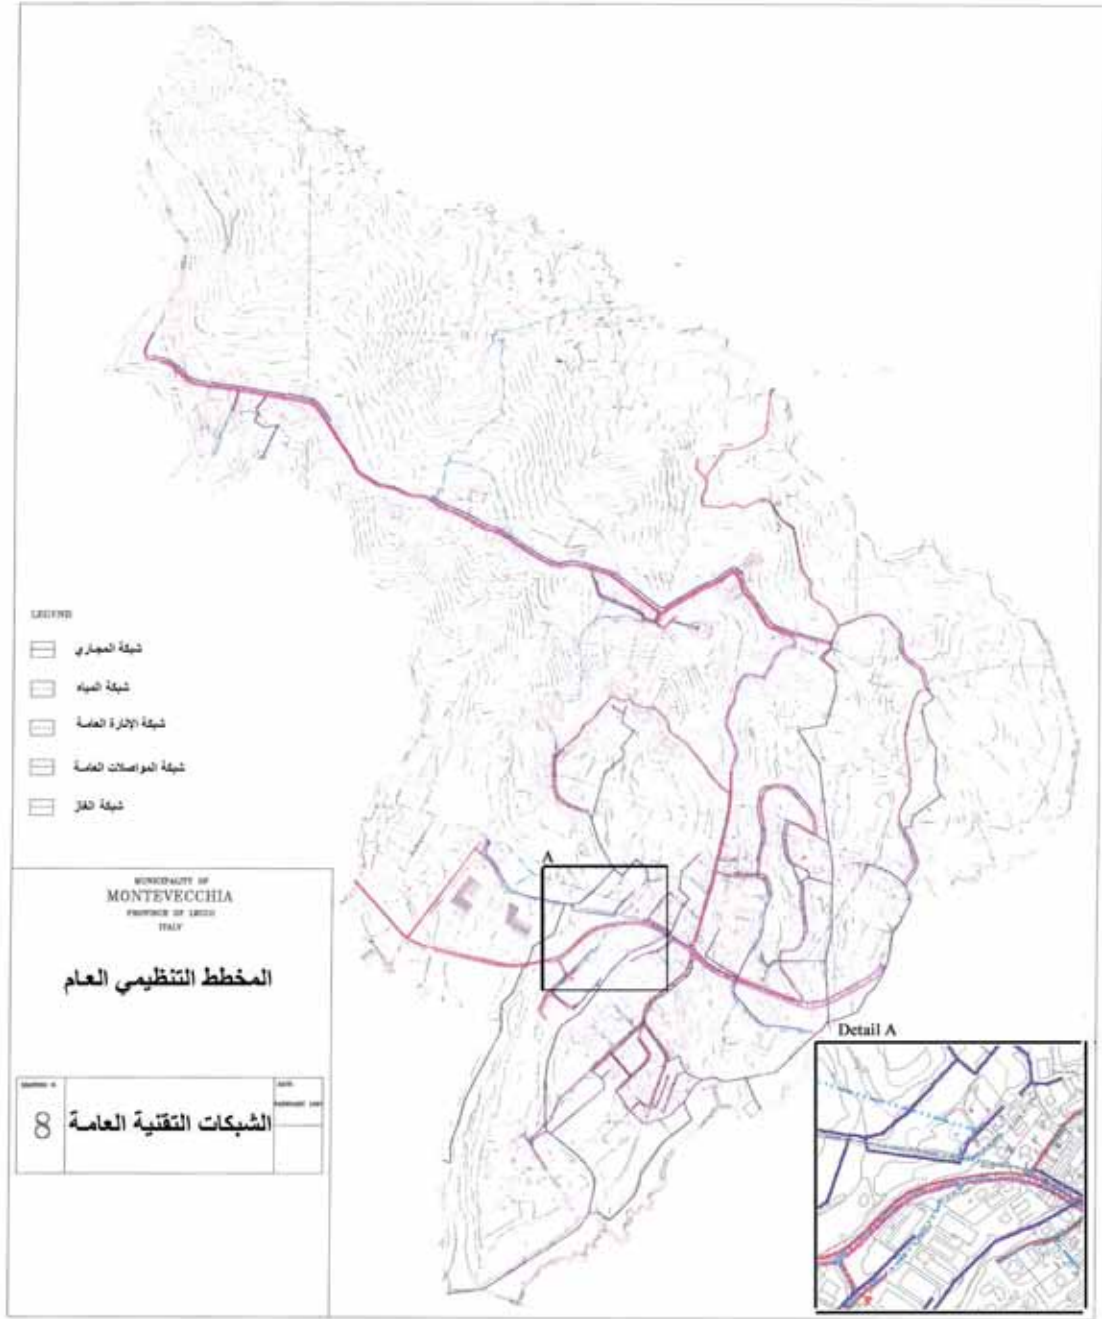 LEGEND
شبكة المجاري
شبكة المياه
شبكة الإنارة العامة
شبكة المواصلات العامة
شبكة الغاز
MUNICIPALITY OF
MONTEVECCHIA
PROVINCE OF LECCO
ITALY
المخطط التنظيمي العام
8
الشبكات التقنية العامة
DATE
A
Detail A